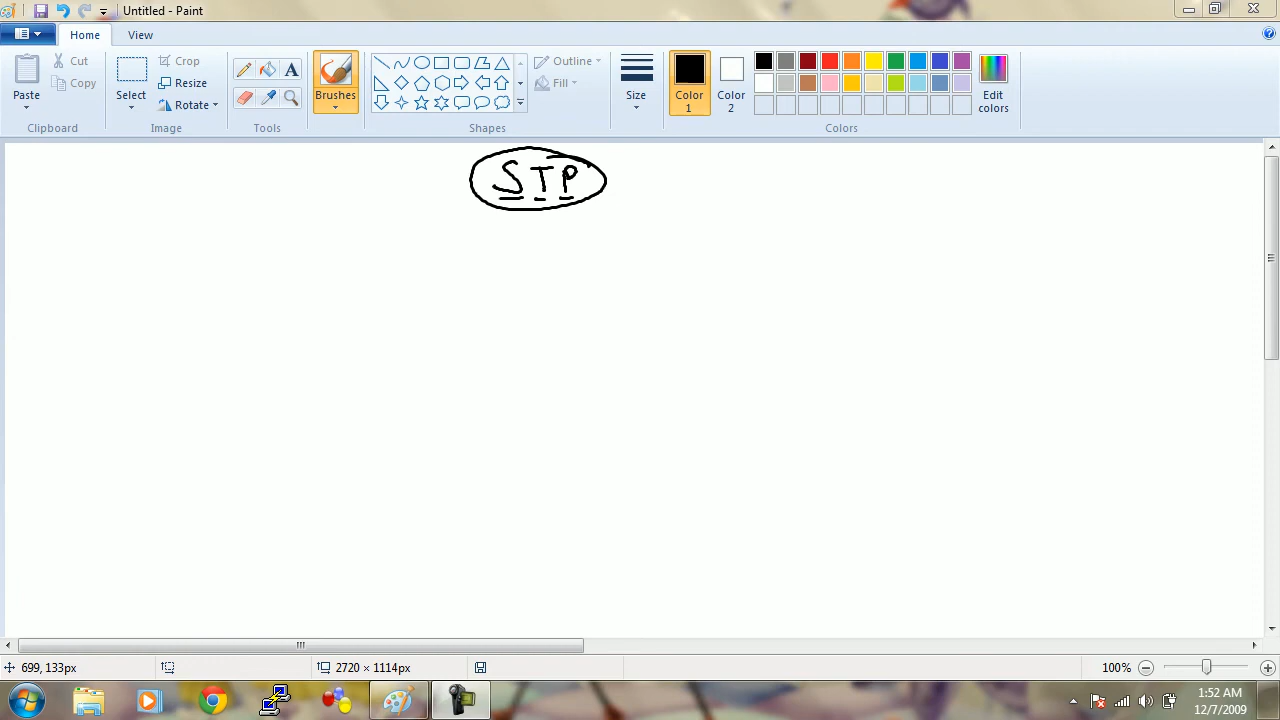 Untitled - Paint
Home View
Paste
Cut
Copy
Clipboard
Select
Crop
Resize
Rotate
Image
Tools
Brushes
Shapes
Outline
Fill
Size
Color 1
Color 2
Edit colors
Colors
STP
699, 133px
2720 × 1114px
100%
1:52 AM
12/7/2009